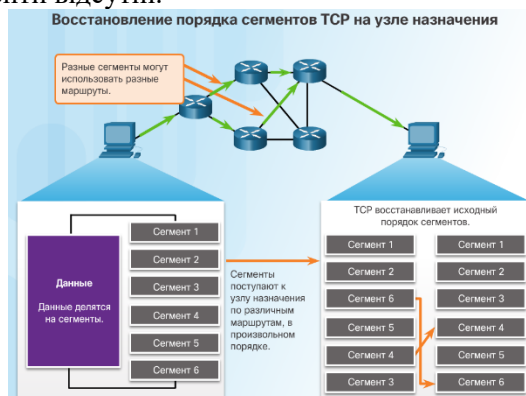 Восстановление порядка сегментов TCP на узле назначения
Разные сегменты могут
использовать разные
маршруты.
Данные
Данные делятся
на сегменты.
Сегмент 1
Сегмент 2
Сегмент 3
Сегмент 4
Сегмент 5
Сегмент 6
Сегменты
поступают к
узлу назначения
по различным
маршрутам, в
произвольном
порядке.
TCP восстанавливает исходный
порядок сегментов.
Сегмент 1
Сегмент 2
Сегмент 6
Сегмент 5
Сегмент 4
Сегмент 3
Сегмент 1
Сегмент 2
Сегмент 3
Сегмент 4
Сегмент 5
Сегмент 6